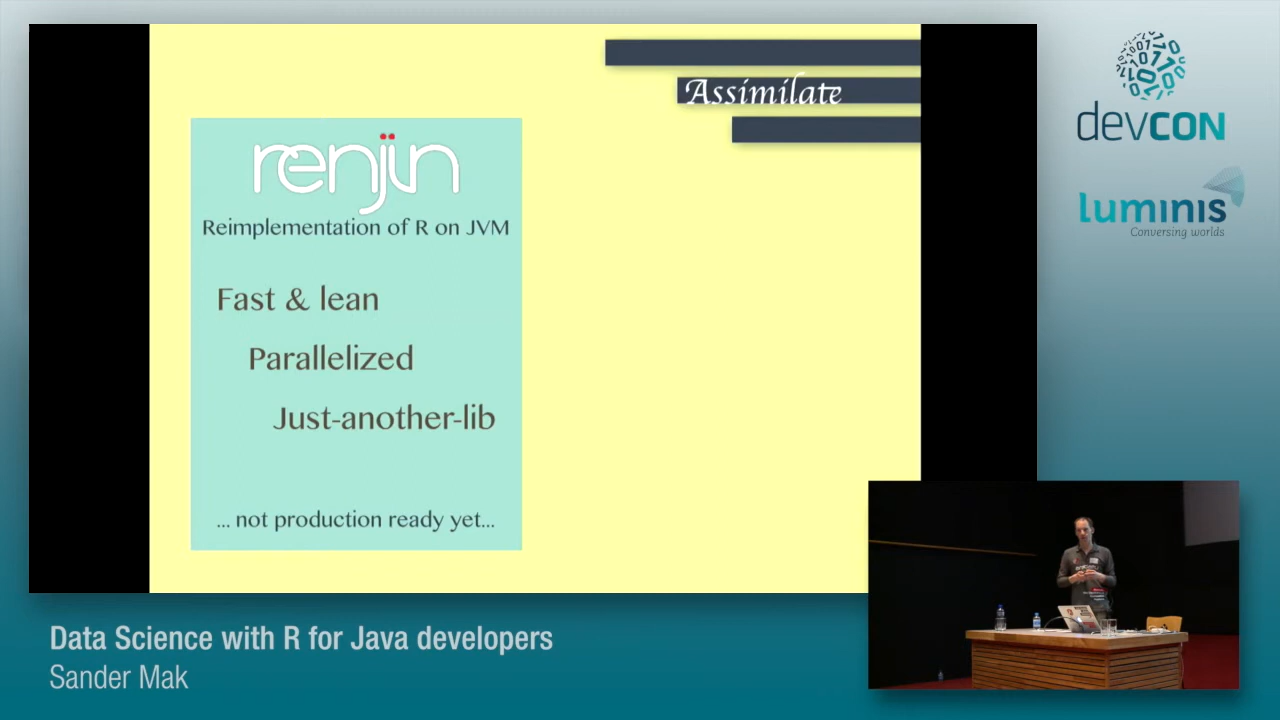 Assimilate
renjin
Reimplementation of R on JVM
Fast & lean
Parallelized
Just-another-lib
... not production ready yet...
devCON
luminis
Conversing worlds
Data Science with R for Java developers
Sander Mak